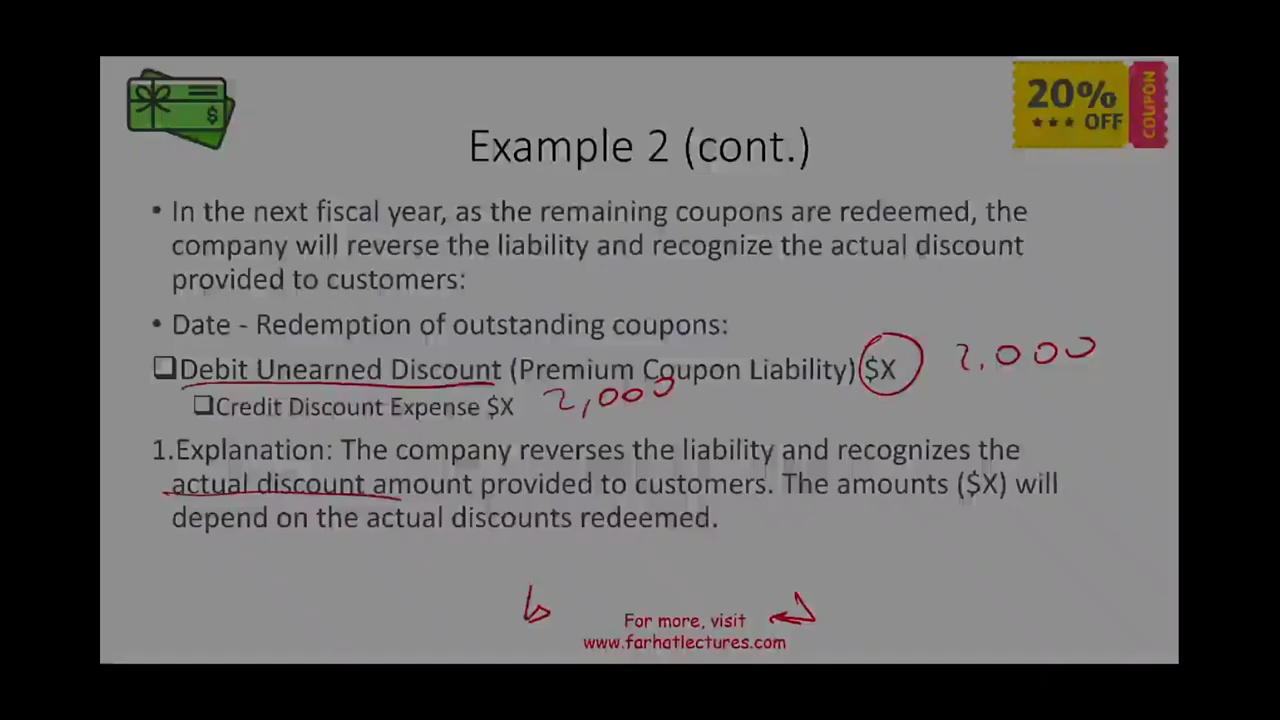 20%
OFF
COUPON
$
Example 2 (cont.)
• In the next fiscal year, as the remaining coupons are redeemed, the
company will reverse the liability and recognize the actual discount
provided to customers:
• Date - Redemption of outstanding coupons:
❑Debit Unearned Discount (Premium Coupon Liability) $X 2,000
❑Credit Discount Expense $X 2,000
1.Explanation: The company reverses the liability and recognizes the
actual discount amount provided to customers. The amounts ($X) will
depend on the actual discounts redeemed.
For more, visit
www.farhatlectures.com